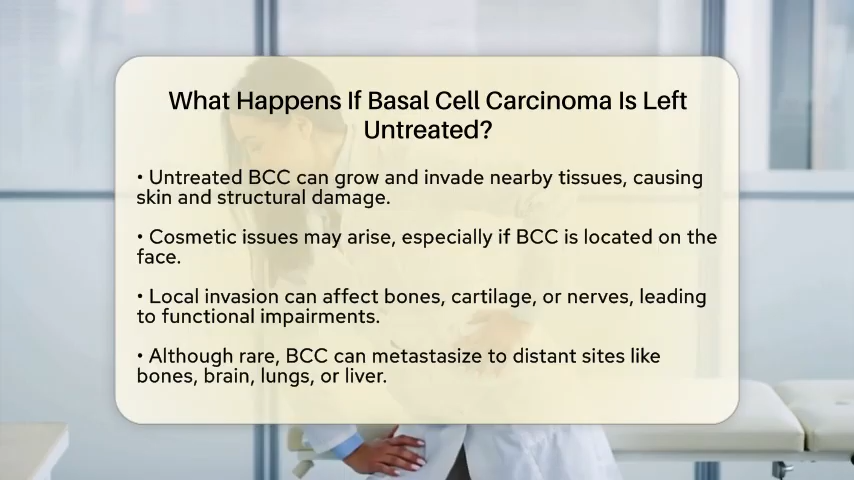 What Happens If Basal Cell Carcinoma Is Left
Untreated?
• Untreated BCC can grow and invade nearby tissues, causing
skin and structural damage.
• Cosmetic issues may arise, especially if BCC is located on the
face.
• Local invasion can affect bones, cartilage, or nerves, leading
to functional impairments.
• Although rare, BCC can metastasize to distant sites like
bones, brain, lungs, or liver.